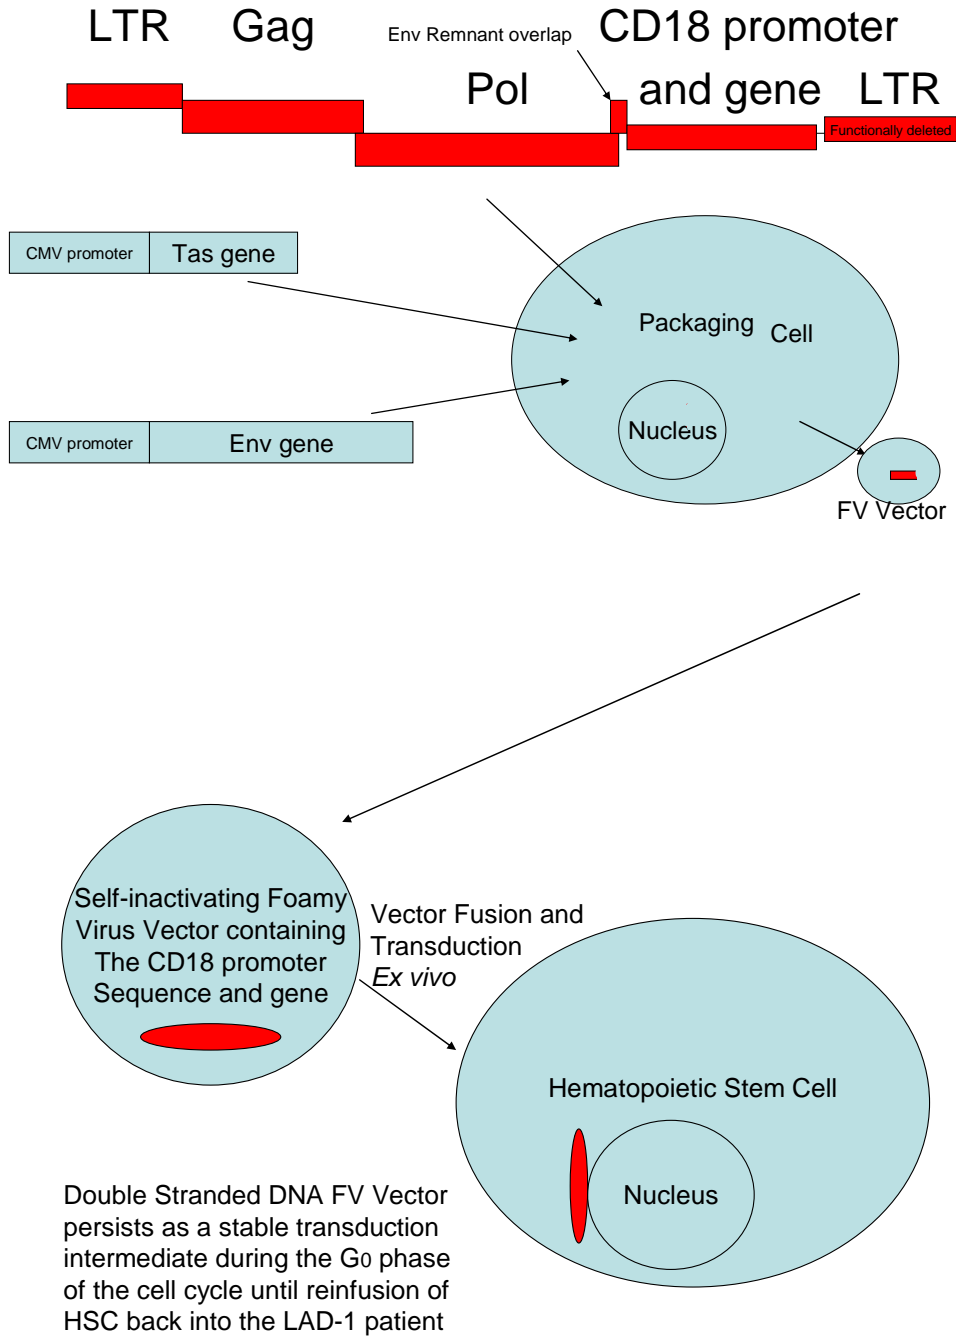 LTR Gag Env Remnant overlap CD18 promoter
Pol and gene LTR
Functionally deleted
CMV promoter Tas gene
Packaging Cell
CMV promoter Env gene
Nucleus
FV Vector
Self-inactivating Foamy
Virus Vector containing
The CD18 promoter
Sequence and gene
Vector Fusion and
Transduction
Ex vivo
Hematopoietic Stem Cell
Nucleus
Double Stranded DNA FV Vector
persists as a stable transduction
intermediate during the G0 phase
of the cell cycle until reinfusion of
HSC back into the LAD-1 patient